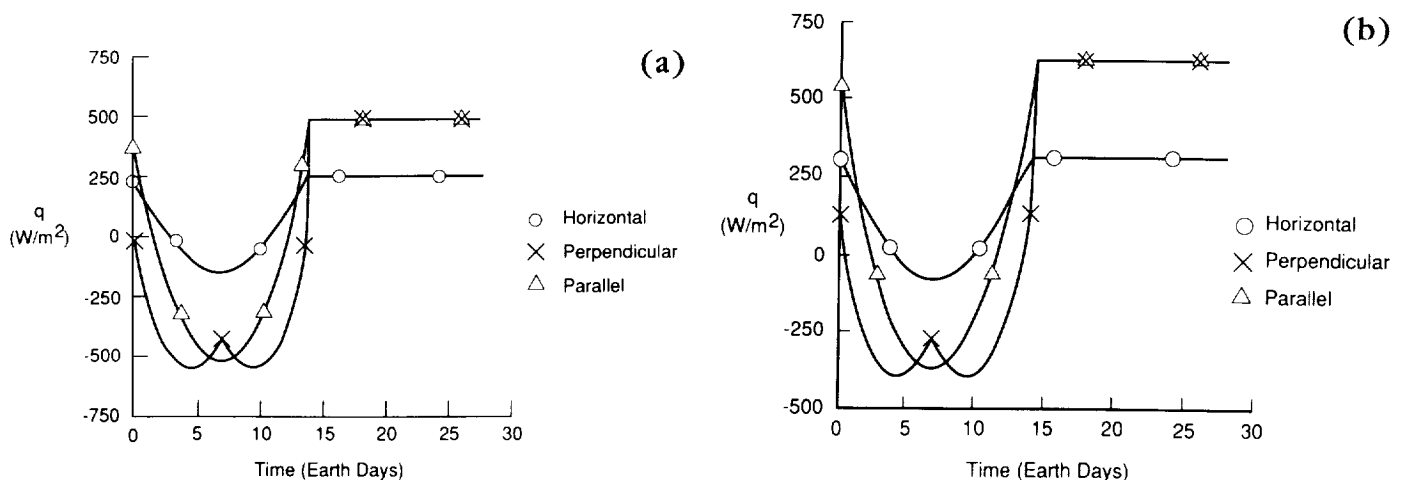 (a)
750
500
250
0
-250
-500
-750
q
(W/m²)
0 5 10 15 20 25 30
Time (Earth Days)
Horizontal
Perpendicular
Parallel
(b)
750
500
250
0
-250
-500
q
(W/m²)
0 5 10 15 20 25 30
Time (Earth Days)
Horizontal
Perpendicular
Parallel